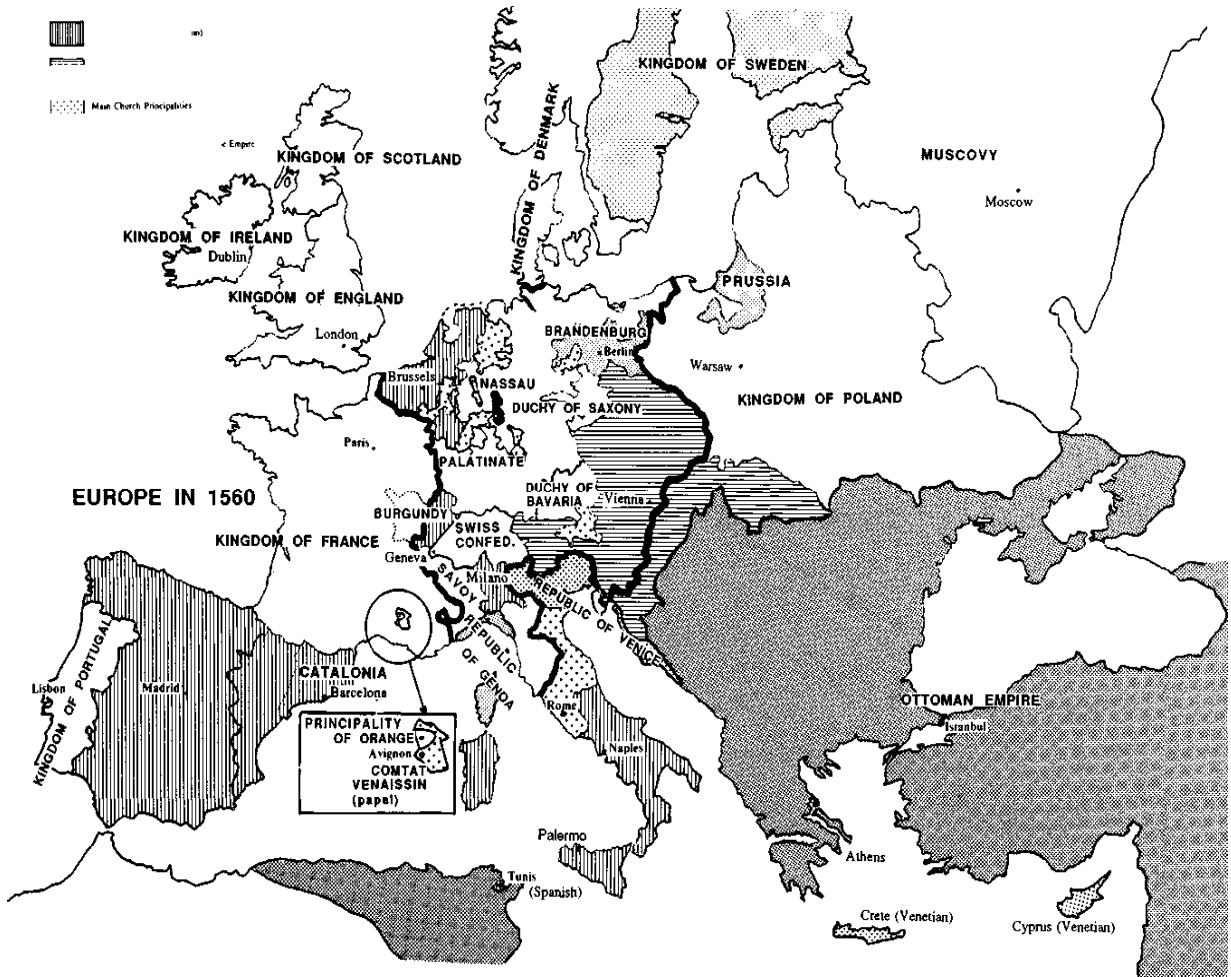 Main Church Principalities
KINGDOM OF SWEDEN
KINGDOM OF DENMARK
Empire
KINGDOM OF SCOTLAND
MUSCOVY
Moscow
KINGDOM OF IRELAND
Dublin
KINGDOM OF ENGLAND
London
PRUSSIA
BRANDENBURG
Berlin
Warsaw
KINGDOM OF POLAND
Brussels
NASSAU
DUCHY OF SAXONY
Paris
PALATINATE
EUROPE IN 1560
DUCHY OF
BAVARIA
Vienna
BURGUNDY
SWISS
CONFED.
KINGDOM OF FRANCE
Geneva
SAVOY
Milano
REPUBLIC OF VENICE
REPUBLIC
OF GENOA
KINGDOM OF PORTUGAL
Lisbon
Madrid
CATALONIA
Barcelona
Rome
Naples
OTTOMAN EMPIRE
Istanbul
PRINCIPALITY
OF ORANGE
Avignon
COMTAT
VENAISSIN
(papal)
Palermo
Tunis
(Spanish)
Athens
Crete (Venetian)
Cyprus (Venetian)